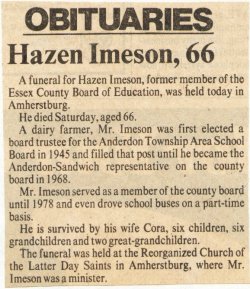 OBITUARIES
Hazen Imeson, 66
A funeral for Hazen Imeson, former member of the
Essex County Board of Education, was held today in
Amherstburg.
He died Saturday, aged 66.
A dairy farmer, Mr. Imeson was first elected a
board trustee for the Anderdon Township Area School
Board in 1945 and filled that post until he became the
Anderdon-Sandwich representative on the county
board in 1968.
Mr. Imeson served as a member of the county board
until 1978 and even drove school buses on a part-time
basis.
He is survived by his wife Cora, six children, six
grandchildren and two great-grandchildren.
The funeral was held at the Reorganized Church of
the Latter Day Saints in Amherstburg, where Mr.
Imeson was a minister.